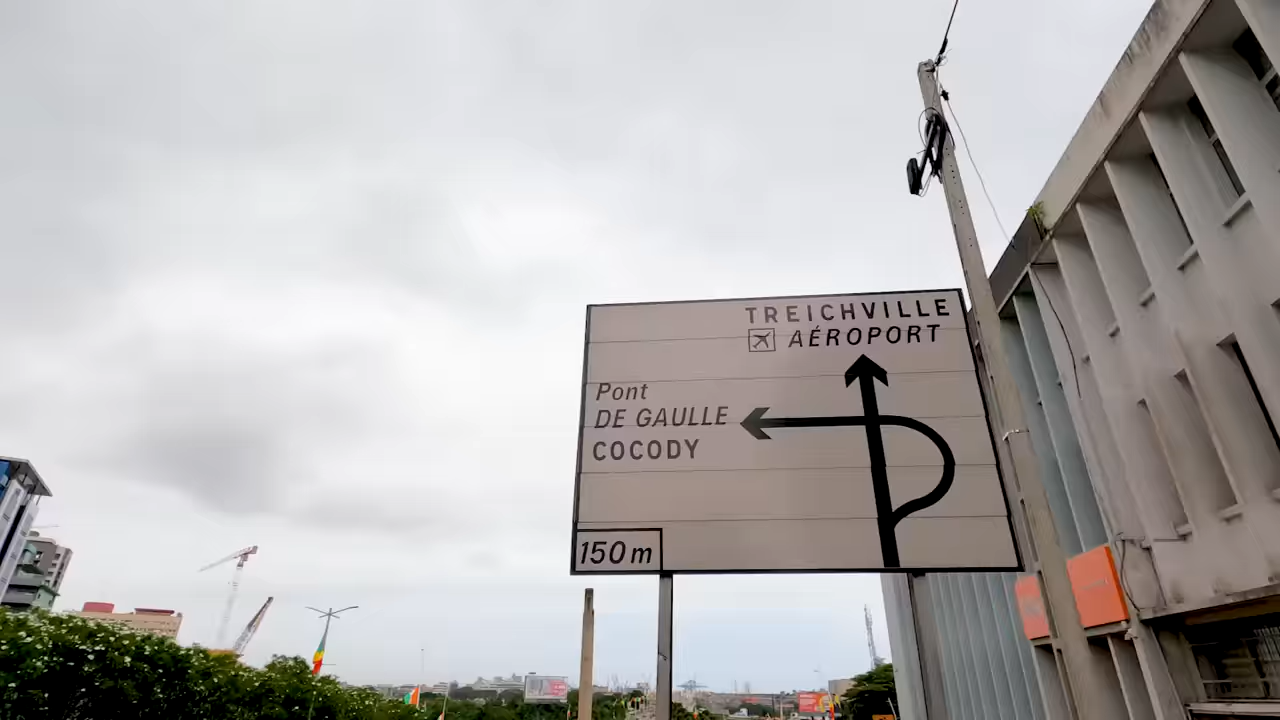 TREICHVILLE
AÉROPORT
Pont
DE GAULLE
COCODY
150 m